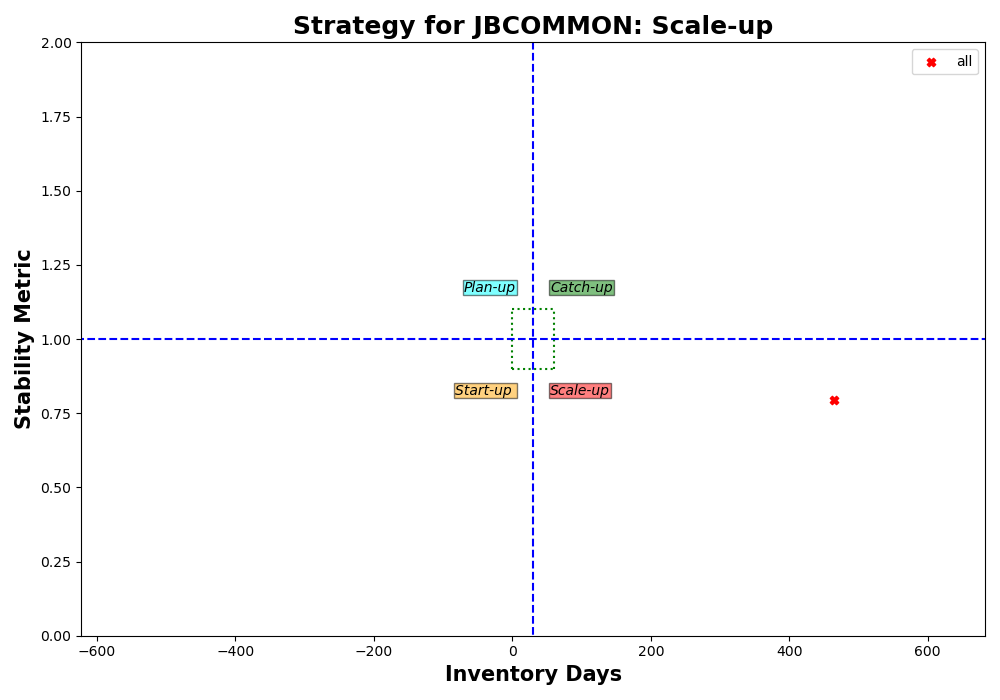 Strategy for JBCOMMON: Scale-up
all
Stability Metric
2.00
1.75
1.50
1.25
1.00
0.75
0.50
0.25
0.00
Plan-up
Catch-up
Start-up
Scale-up
−600
−400
−200
0
200
400
600
Inventory Days